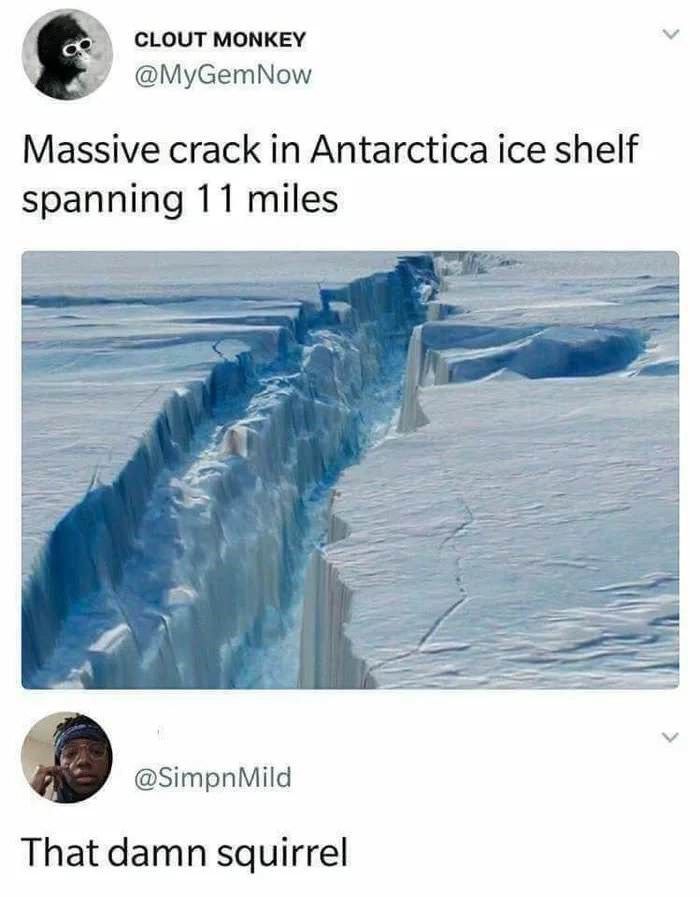 CLOUT MONKEY
@MyGemNow
Massive crack in Antarctica ice shelf
spanning 11 miles
@SimpnMild
That damn squirrel